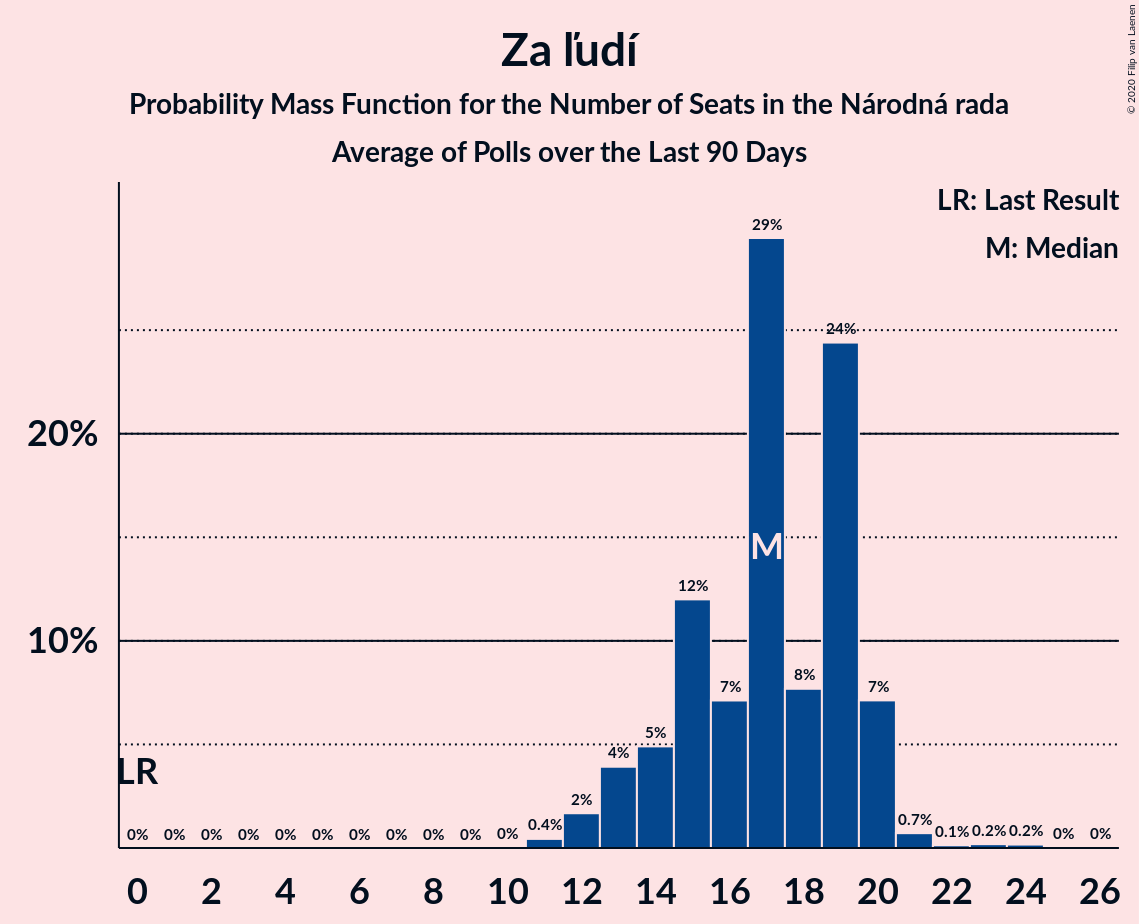 © 2020 Filip van Laenen
Za ľudí
Probability Mass Function for the Number of Seats in the Národná rada
Average of Polls over the Last 90 Days
LR: Last Result
M: Median
29%
24%
20%
M
12%
10%
7%
8%
7%
5%
4%
LR
2%
0% 0% 0% 0% 0% 0% 0% 0% 0% 0% 0% 0.4% 0.7% 0.1% 0.2% 0.2% 0% 0%
0 2 4 6 8 10 12 14 16 18 20 22 24 26